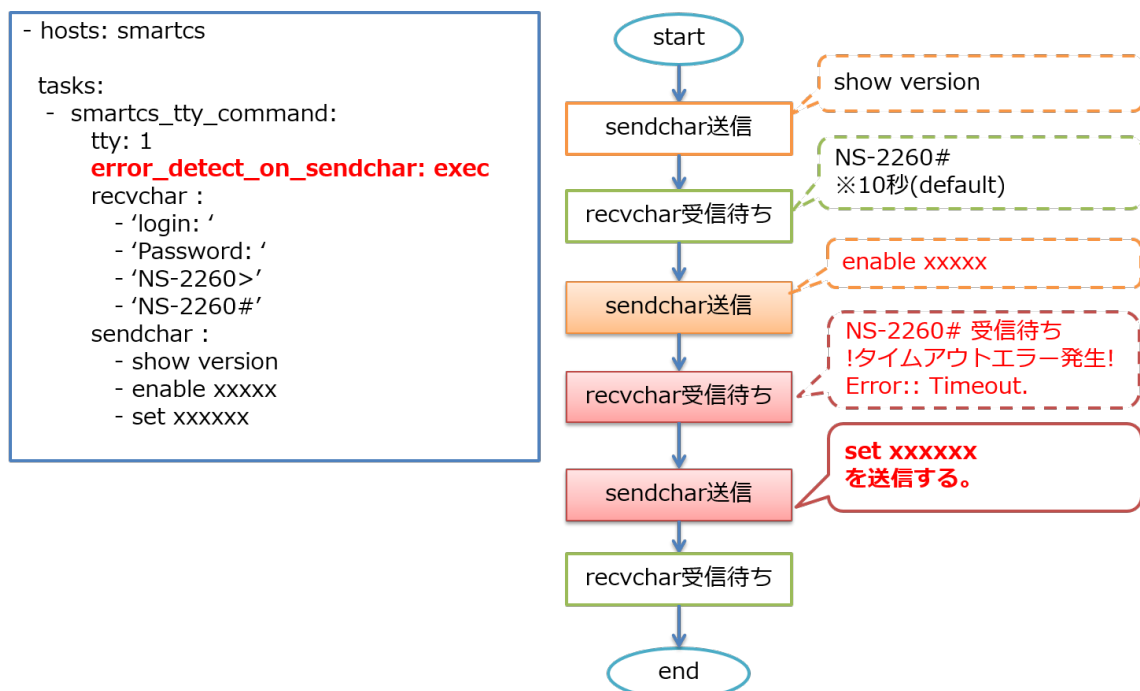 - hosts: smartcs
tasks:
- smartcs_tty_command:
tty: 1
error_detect_on_sendchar: exec
recvchar :
- ‘login: ‘
- ‘Password: ‘
- ‘NS-2260>’
- ‘NS-2260#’
sendchar :
- show version
- enable xxxxx
- set xxxxxx
start
sendchar送信
show version
recvchar受信待ち
NS-2260#
※10秒(default)
sendchar送信
enable xxxxx
recvchar受信待ち
NS-2260# 受信待ち
!タイムアウトエラー発生!
Error:: Timeout.
sendchar送信
set xxxxxx
を送信する。
recvchar受信待ち
end